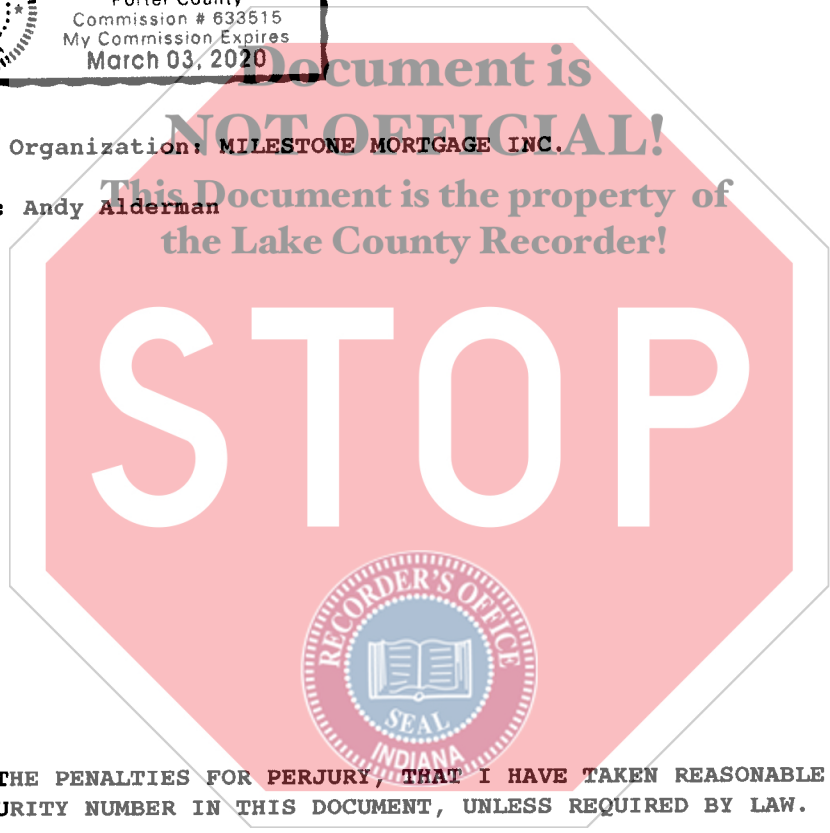 Porter County
Commission # 633515
My Commission Expires
March 03, 2020
Document is
NOT OFFICIAL!
Organization: MILESTONE MORTGAGE INC.
This Document is the property of
: Andy Alderman
the Lake County Recorder!
STOP
RECORDER'S OFFICE
SEAL
INDIANA
THE PENALTIES FOR PERJURY, THAT I HAVE TAKEN REASONABLE
URITY NUMBER IN THIS DOCUMENT, UNLESS REQUIRED BY LAW.